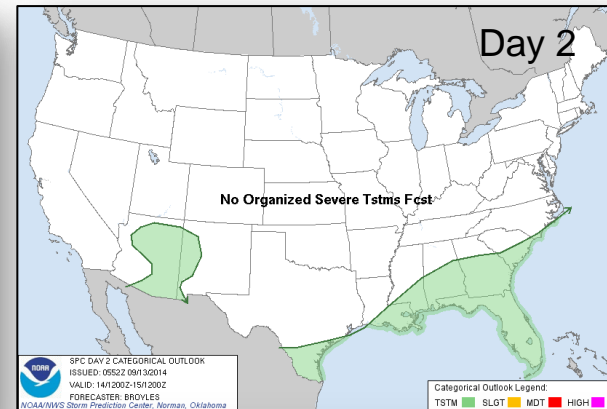 Day 2
No Organized Severe Tstms Fcst
NOAA
SPC DAY 2 CATEGORICAL OUTLOOK
ISSUED: 0552Z 09/13/2014
VALID: 14/1200Z-15/1200Z
FORECASTER: BROYLES
NOAA/NWS Storm Prediction Center, Norman, Oklahoma
Categorical Outlook Legend:
TSTM SLGT MDT HIGH